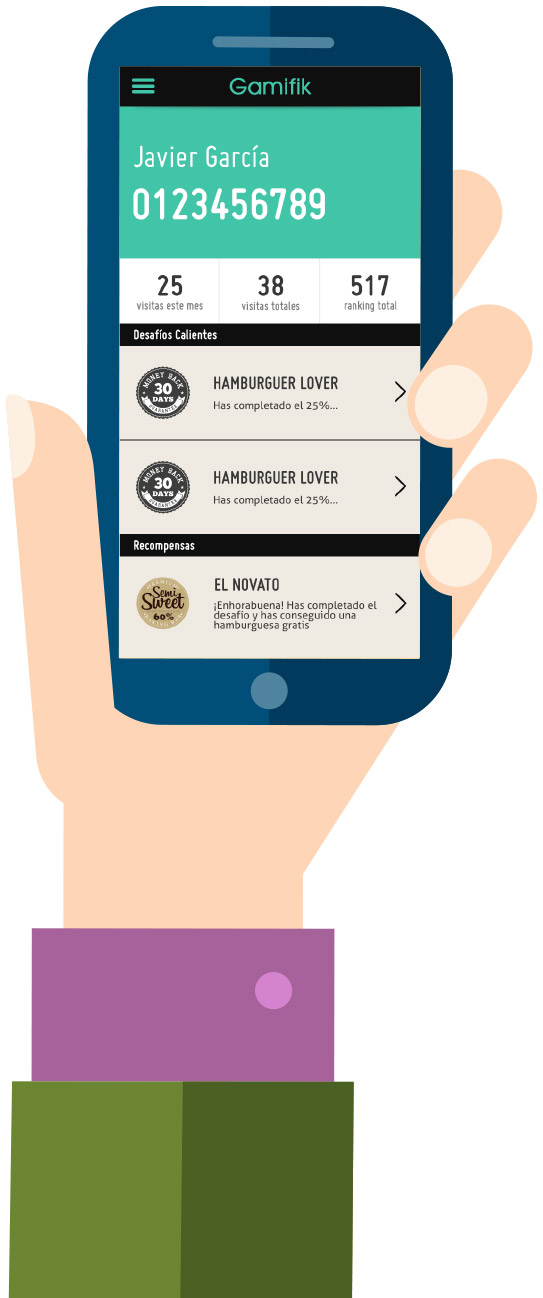 Gamifik
Javier García
0123456789
25
visitas este mes
38
visitas totales
517
ranking total
Desafíos Calientes
MONEY BACK
30
DAYS
GUARANTEE
HAMBURGUER LOVER
Has completado el 25%...
MONEY BACK
30
DAYS
GUARANTEE
HAMBURGUER LOVER
Has completado el 25%...
Recompensas
PREMIUM
Semi
Sweet
60%
EL NOVATO
¡Enhorabuena! Has completado el
desafío y has conseguido una
hamburguesa gratis